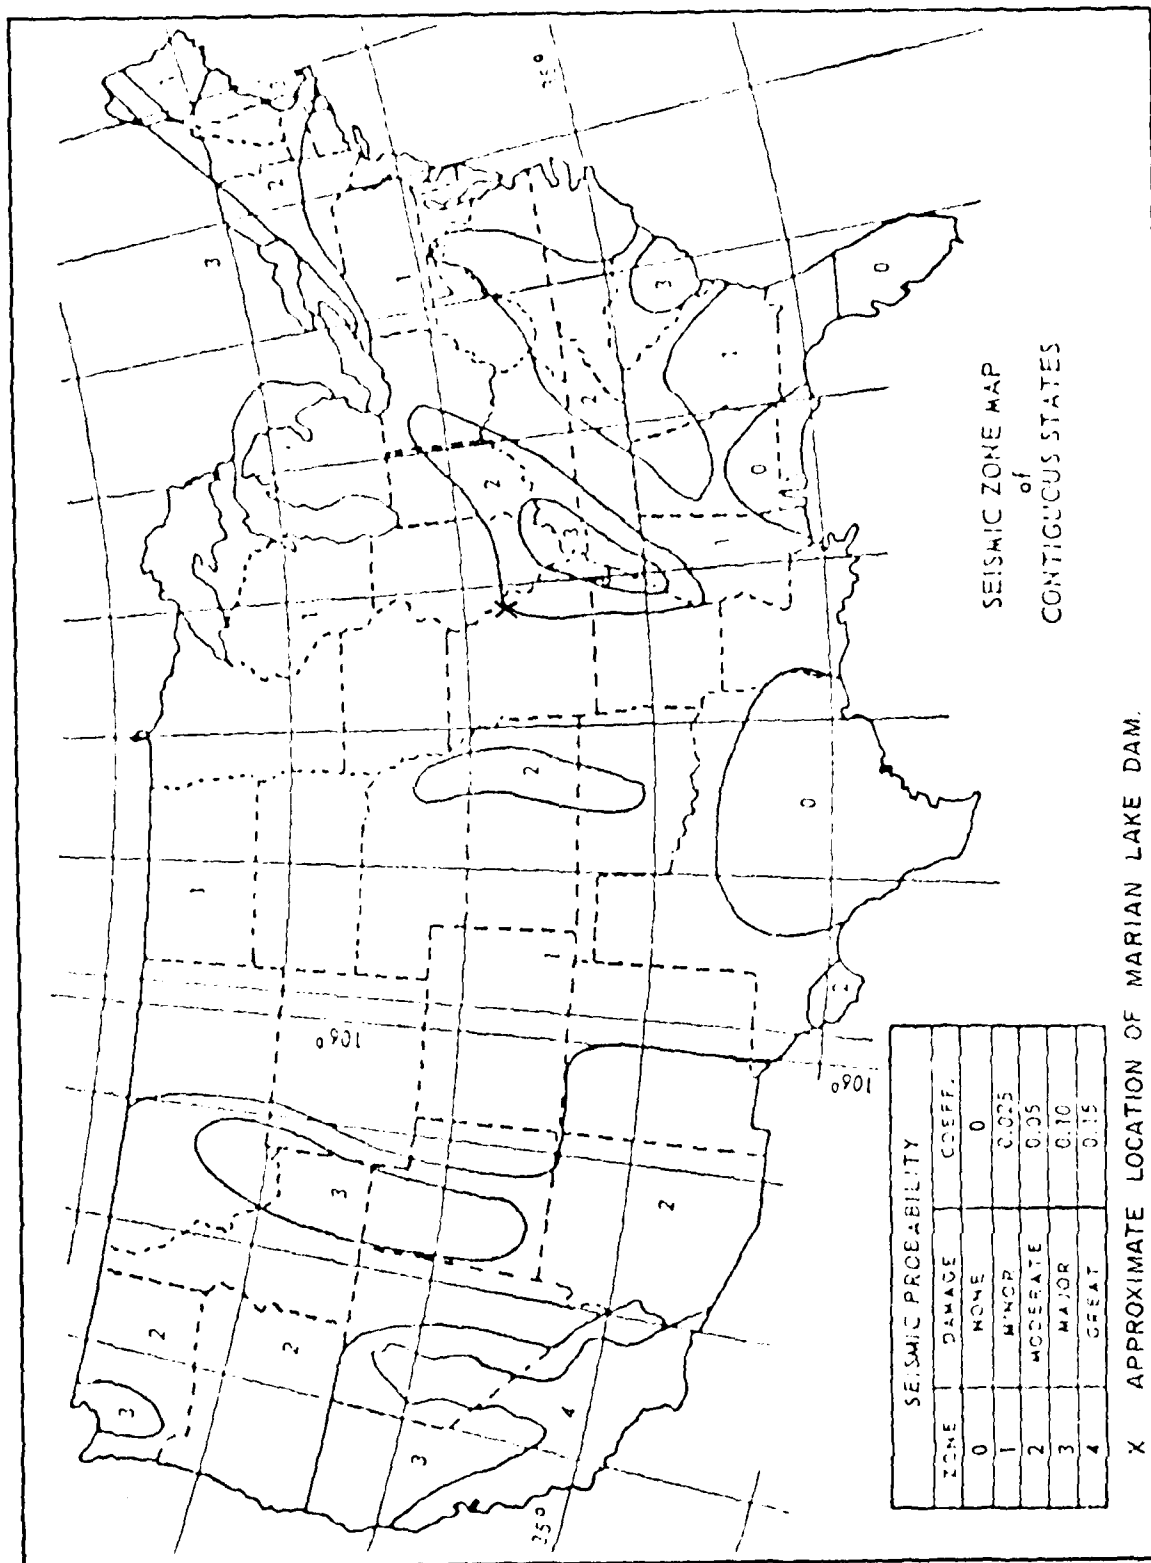 SEISMIC ZONE MAP
of
CONTIGUOUS STATES
3
2
3
2
1
3
2
1
3
2
2
3
1
2
3
4
2
1
2
0
1
0
1
0
106°
106°
35°
35°
SEISMIC PROBABILITY
ZONE DAMAGE COEFF.
0 NONE 0
1 MINOR 0.025
2 MODERATE 0.05
3 MAJOR 0.10
4 GREAT 0.15
X APPROXIMATE LOCATION OF MARIAN LAKE DAM.